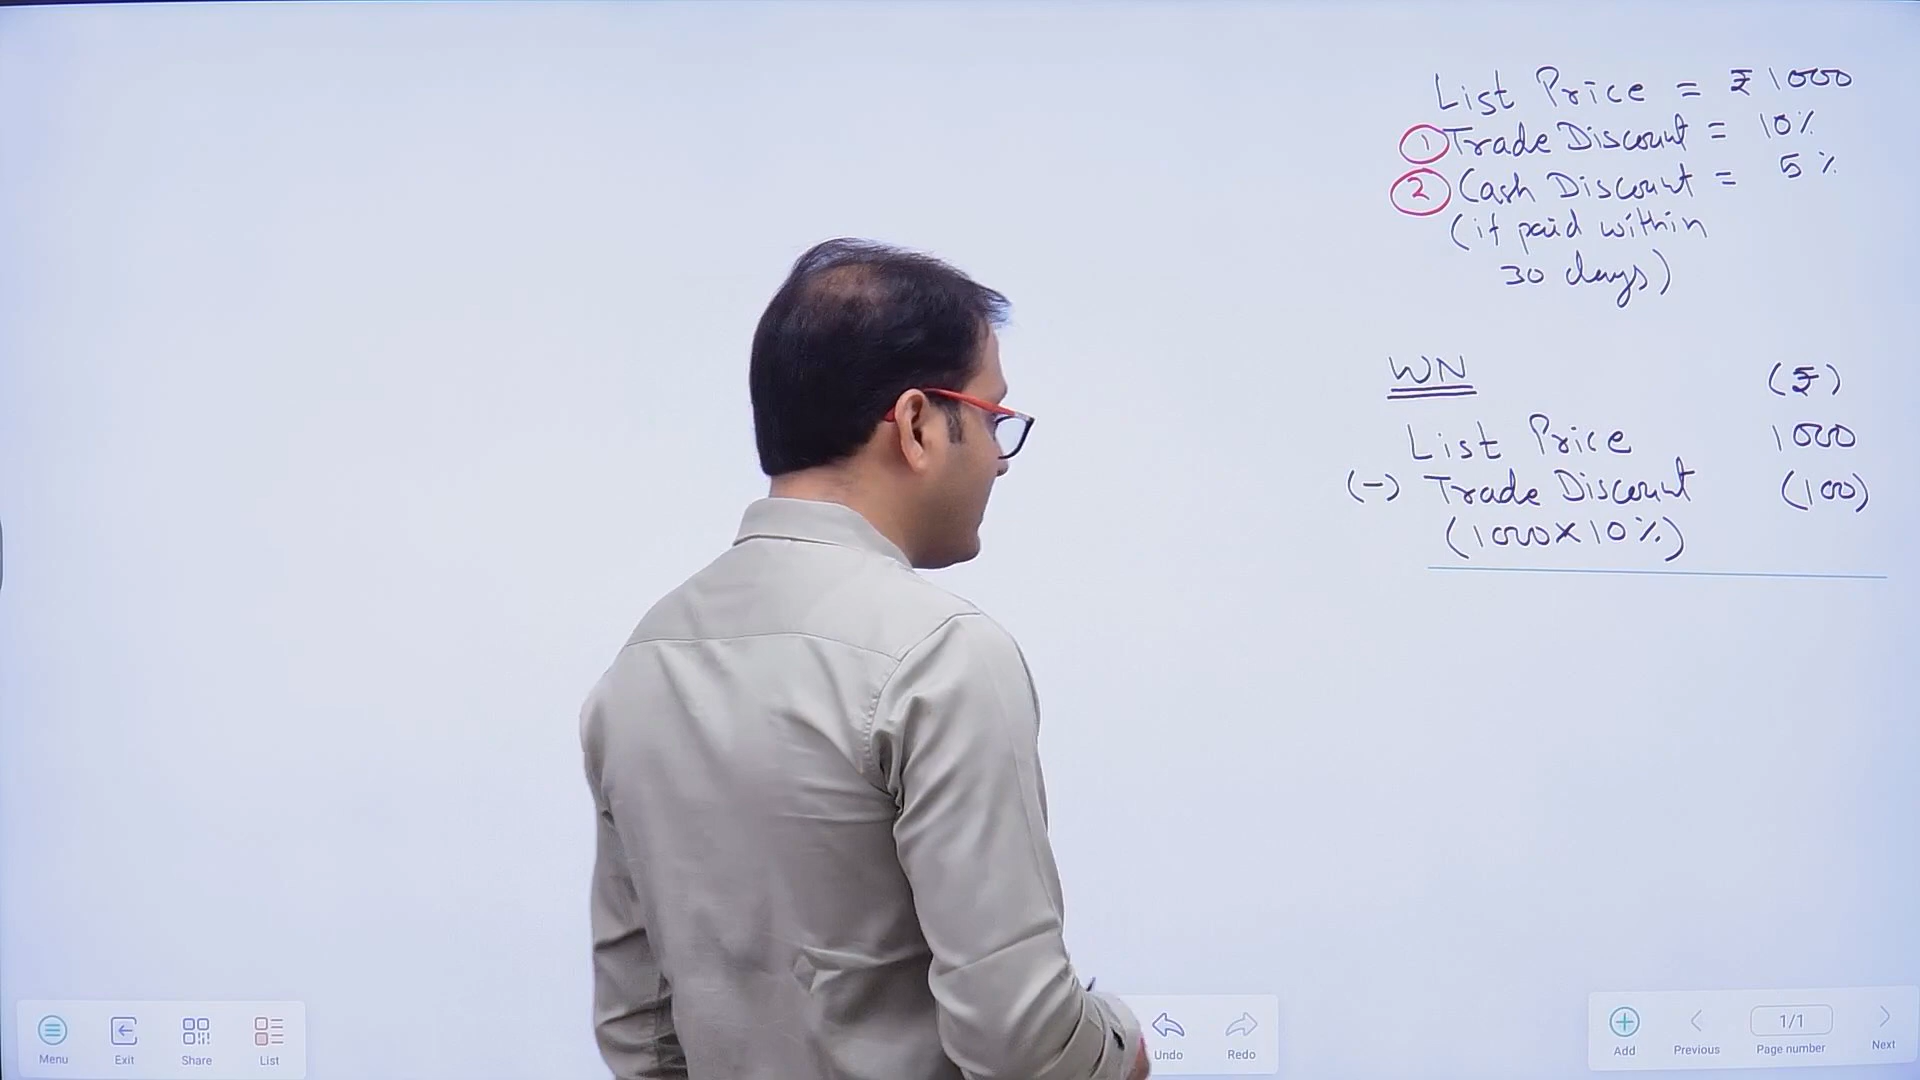 List Price = ₹ 1000
① Trade Discount = 10%
② Cash Discount = 5%
(if paid within
30 days)
WN (₹)
List Price 1000
(-) Trade Discount (100)
(1000×10%)
Menu Exit Share List Undo Redo Add Previous 1/1 Page number Next